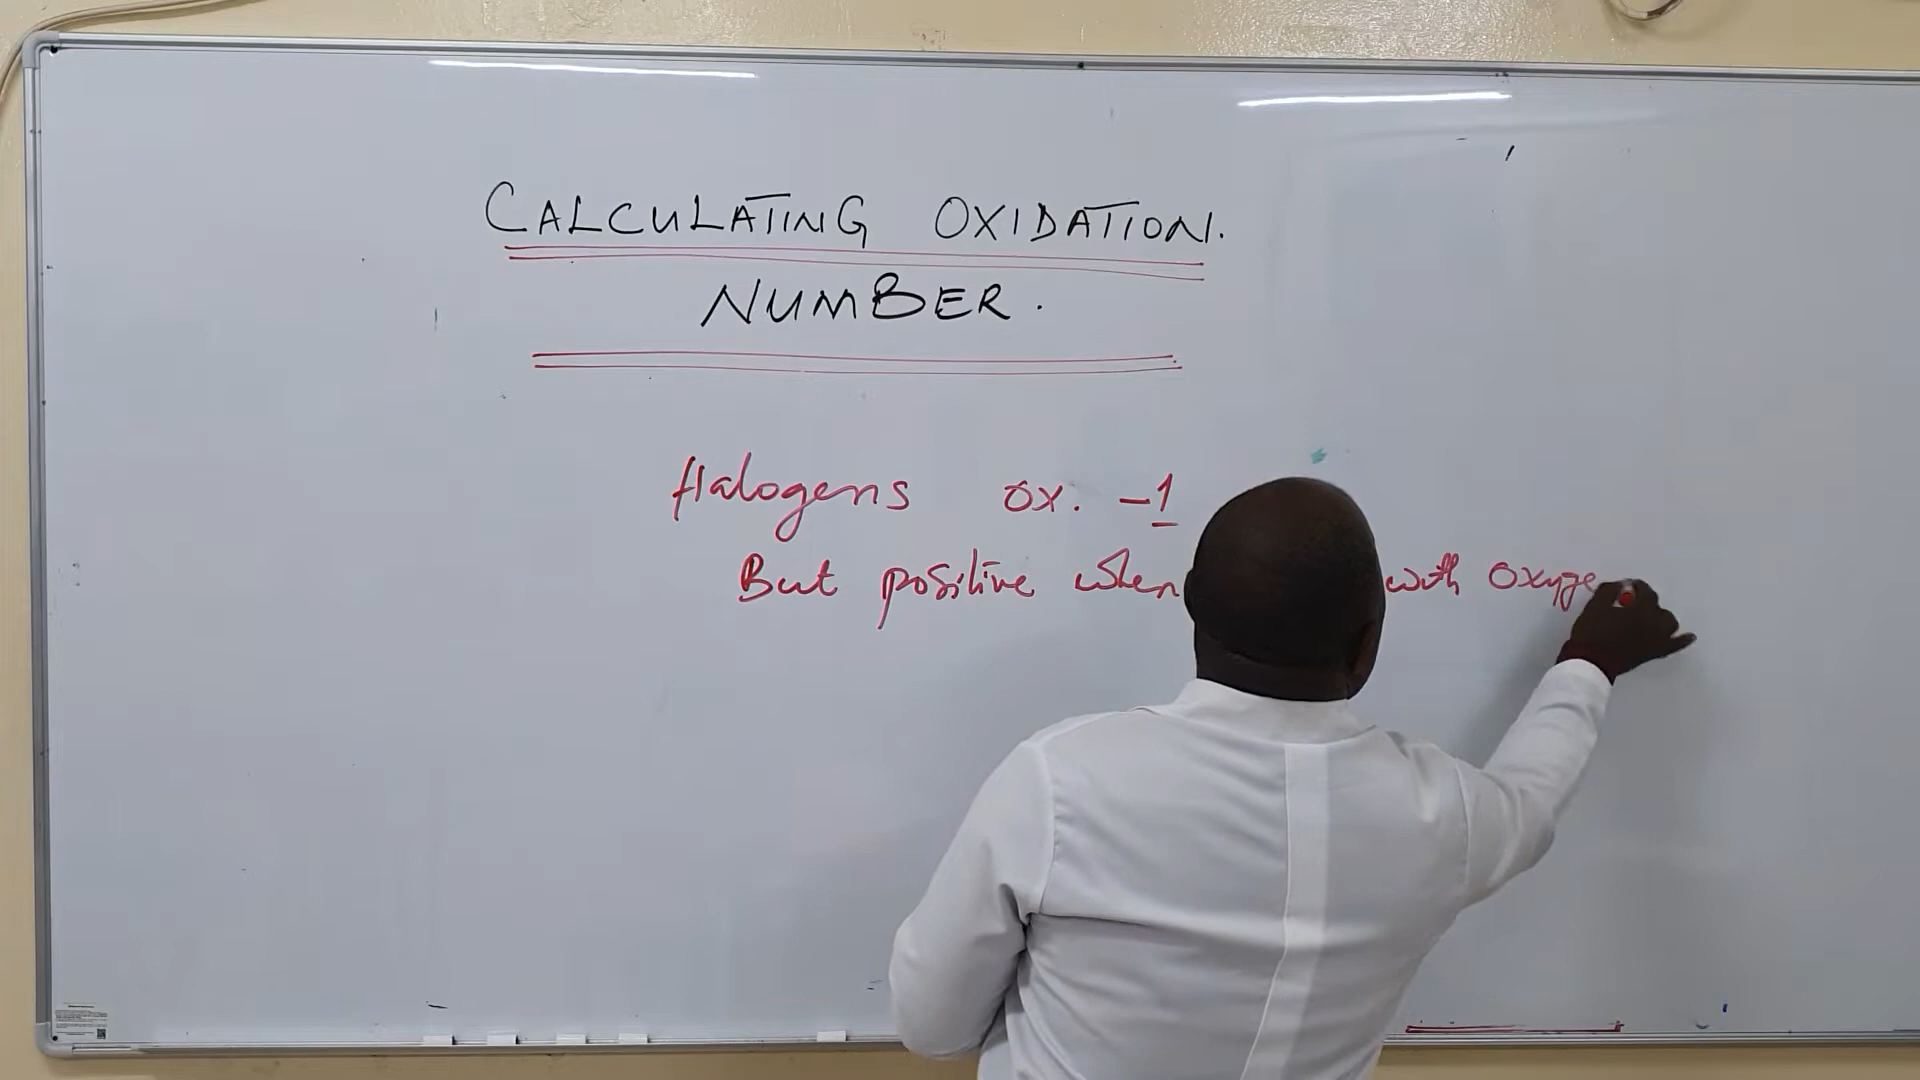 CALCULATING OXIDATION.
NUMBER.
Halogens ox. -1
But positive when with oxyge